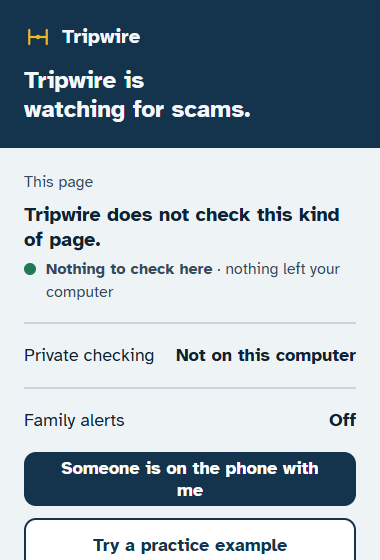 Tripwire
Tripwire is
watching for scams.
This page
Tripwire does not check this kind
of page.
Nothing to check here · nothing left your
computer
Private checking Not on this computer
Family alerts Off
Someone is on the phone with
me
Try a practice example